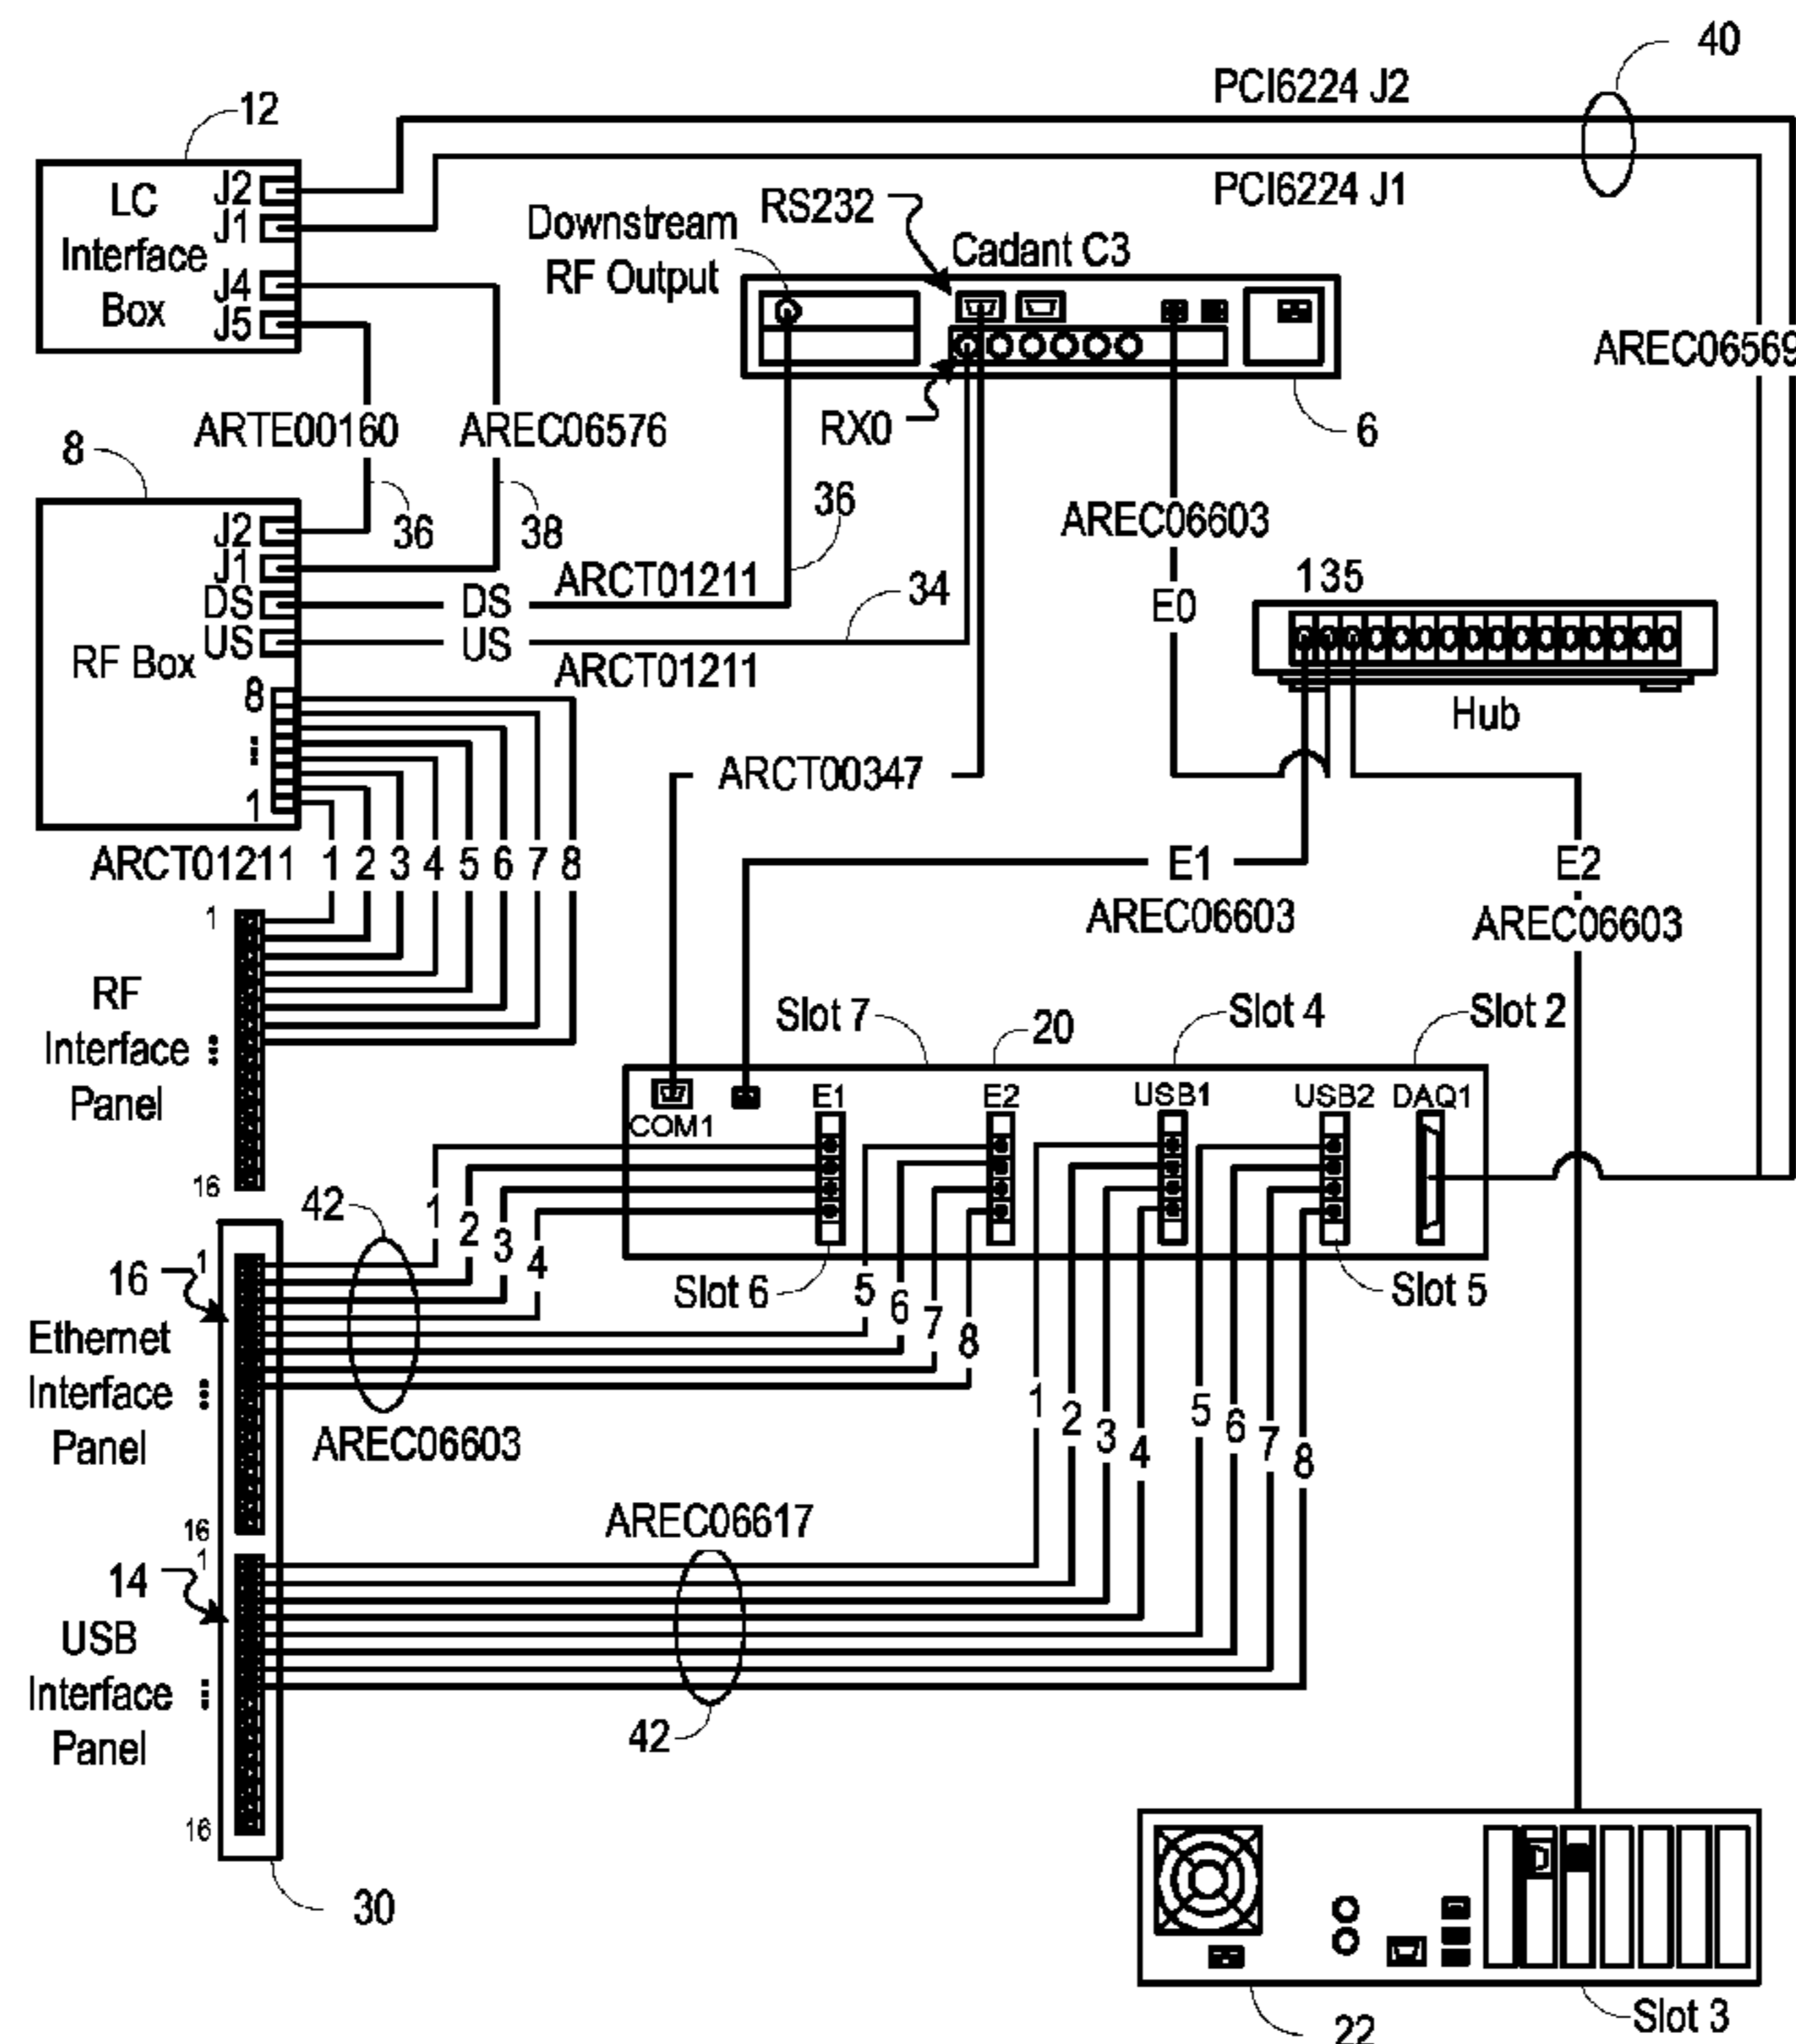 40
PCI6224 J2
12
LC
Interface
Box
J2
J1
J4
J5
PCI6224 J1
RS232
Downstream
RF Output
Cadant C3
AREC06569
ARTE00160
AREC06576
RX0
6
8
36
38
36
AREC06603
J2
J1
DS
US
RF Box
DS
US
ARCT01211
ARCT01211
34
E0
135
Hub
8
⋮
1
ARCT00347
ARCT01211
1 2 3 4 5 6 7 8
E1
AREC06603
E2
AREC06603
1
RF
Interface ⋮
Panel
16
Slot 7
20
Slot 4
Slot 2
COM1
E1
E2
USB1
USB2
DAQ1
42
1
2
3
4
Slot 6
5
6
7
8
Slot 5
16
1
Ethernet
Interface ⋮
Panel
16
AREC06603
1
2
3
4
5
6
7
8
AREC06617
14
1
USB
Interface ⋮
Panel
16
42
30
22
Slot 3